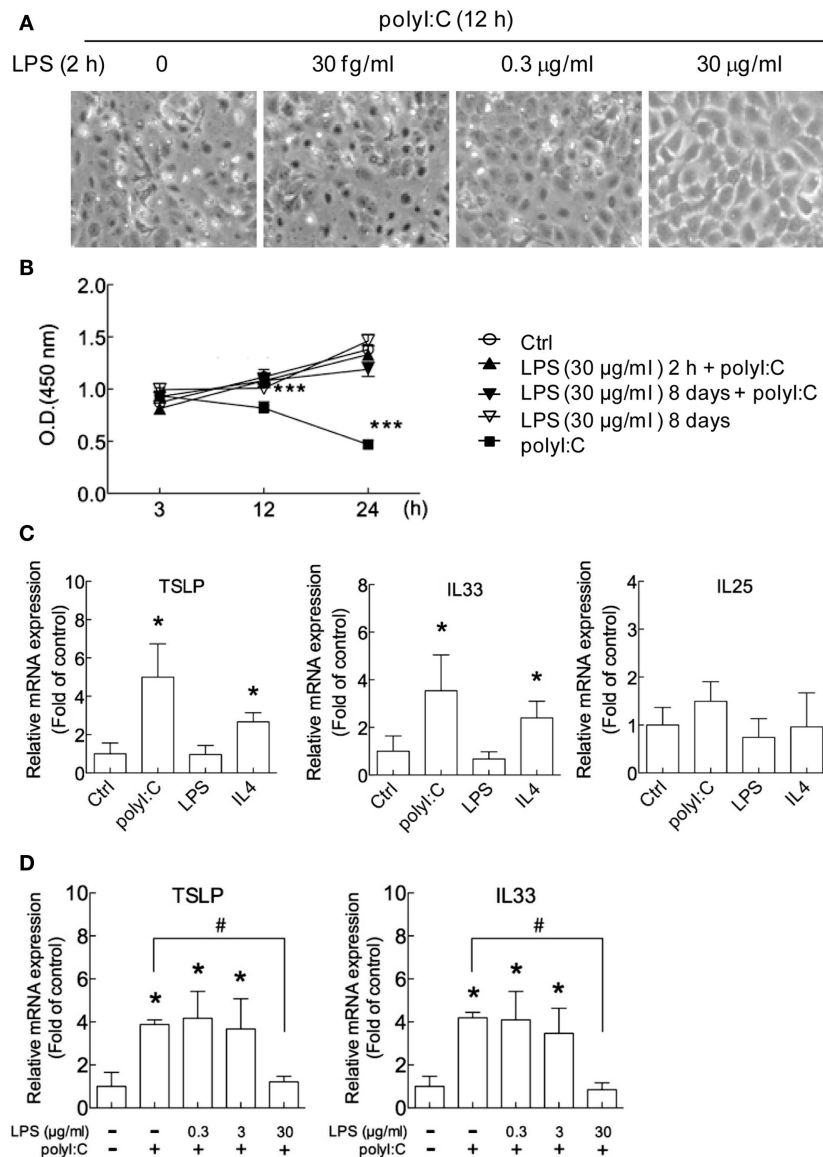 A
polyI:C (12 h)
LPS (2 h) 0 30 fg/ml 0.3 µg/ml 30 µg/ml
B
O.D.(450 nm)
2.0
1.5
1.0
0.5
0.0
***
***
3 12 24 (h)
Ctrl
LPS (30 µg/ml) 2 h + polyI:C
LPS (30 µg/ml) 8 days + polyI:C
LPS (30 µg/ml) 8 days
polyI:C
C
Relative mRNA expression
(Fold of control)
TSLP
10
8
6
4
2
0
* *
Ctrl polyI:C LPS IL4
Relative mRNA expression
(Fold of control)
IL33
8
6
4
2
0
* *
Ctrl polyI:C LPS IL4
Relative mRNA expression
(Fold of control)
IL25
4
3
2
1
0
Ctrl polyI:C LPS IL4
D
Relative mRNA expression
(Fold of control)
TSLP
10
8
6
4
2
0
#
* * *
LPS (µg/ml) - - 0.3 3 30
polyI:C - + + + +
Relative mRNA expression
(Fold of control)
IL33
10
8
6
4
2
0
#
* * *
LPS (µg/ml) - - 0.3 3 30
polyI:C - + + + +